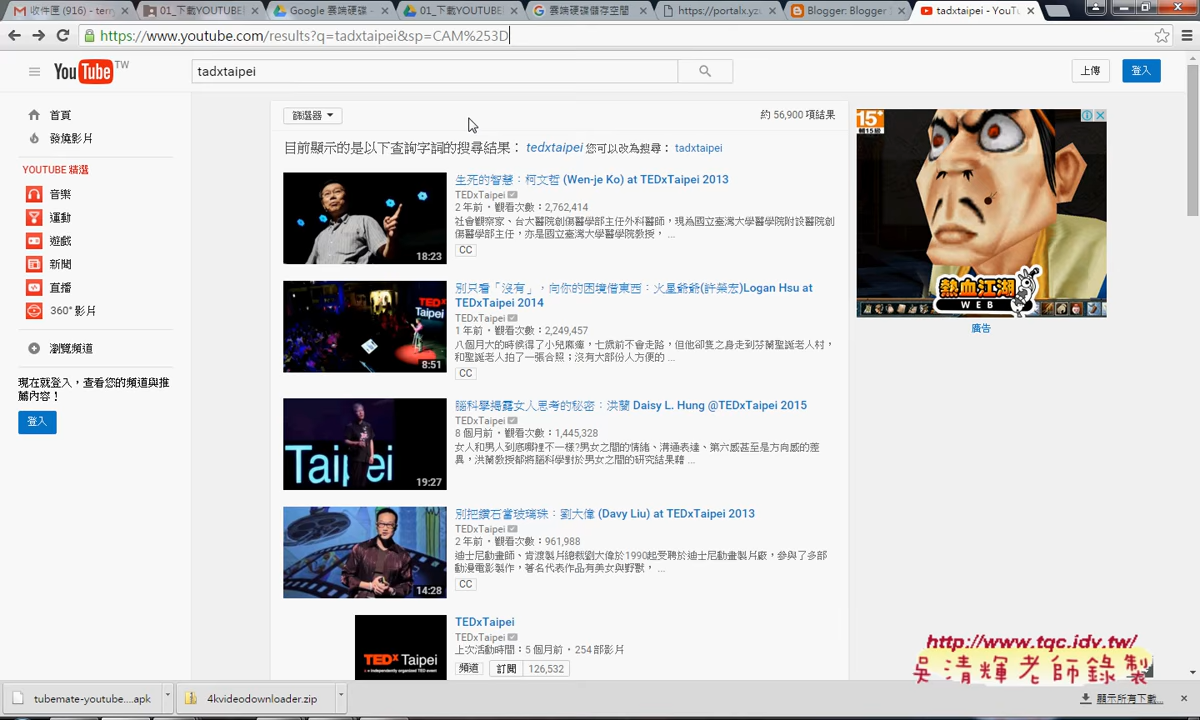 收件匣 (916) - terry
01_下載YOUTUBE
Google 雲端硬碟 -
01_下載YOUTUBE
雲端硬碟儲存空間
https://portalx.yz
Blogger: Blogger
tadxtaipei - YouTu
https://www.youtube.com/results?q=tadxtaipei&sp=CAM%253D
YouTube TW
tadxtaipei
上傳
登入
首頁
發燒影片
YOUTUBE 精選
音樂
運動
遊戲
新聞
直播
360° 影片
瀏覽頻道
現在就登入，查看您的頻道與推
薦內容！
登入
篩選器
約 56,900 項結果
目前顯示的是以下查詢字詞的搜尋結果： tedxtaipei 您可以改為搜尋： tadxtaipei
18:23
生死的智慧：柯文哲 (Wen-je Ko) at TEDxTaipei 2013
TEDxTaipei
2 年前・觀看次數：2,762,414
社會觀察家、台大醫院創傷醫學部主任外科醫師，現為國立臺灣大學醫學院附設醫院創
傷醫學部主任，亦是國立臺灣大學醫學院教授， ...
CC
TEDx
8:51
別只看「沒有」，向你的困境借東西：火星爺爺(許榮宏)Logan Hsu at
TEDxTaipei 2014
TEDxTaipei
1 年前・觀看次數：2,249,457
八個月大的時候得了小兒麻痺，七歲前不會走路，但他卻隻之身走到芬蘭聖誕老人村，
和聖誕老人拍了一張合照；沒有大部份人方便的 ...
CC
Taipei
19:27
腦科學揭露女人思考的秘密：洪蘭 Daisy L. Hung @TEDxTaipei 2015
TEDxTaipei
8 個月前・觀看次數：1,445,328
女人和男人到底哪裡不一樣?男女之間的情緒、溝通表達、第六感甚至是方向感的差
異，洪蘭教授都將腦科學對於男女之間的研究結果藉 ...
14:28
別把鑽石當玻璃珠：劉大偉 (Davy Liu) at TEDxTaipei 2013
TEDxTaipei
2 年前・觀看次數：961,988
迪士尼動畫師、肯渡製片總裁劉大偉於1990起受聘於迪士尼動畫製片廠，參與了多部
動漫電影製作，著名代表作品有美女與野獸， ...
CC
TEDxTaipei
TEDxTaipei
TEDxTaipei
上次活動時間：5 個月前・254 部影片
頻道 訂閱 126,532
15+
輔15級
熱血江湖
WEB
廣告
http://www.tqc.idv.tw/
吳清輝老師錄製
tubemate-youtube....apk
4kvideodownloader.zip
顯示所有下載...